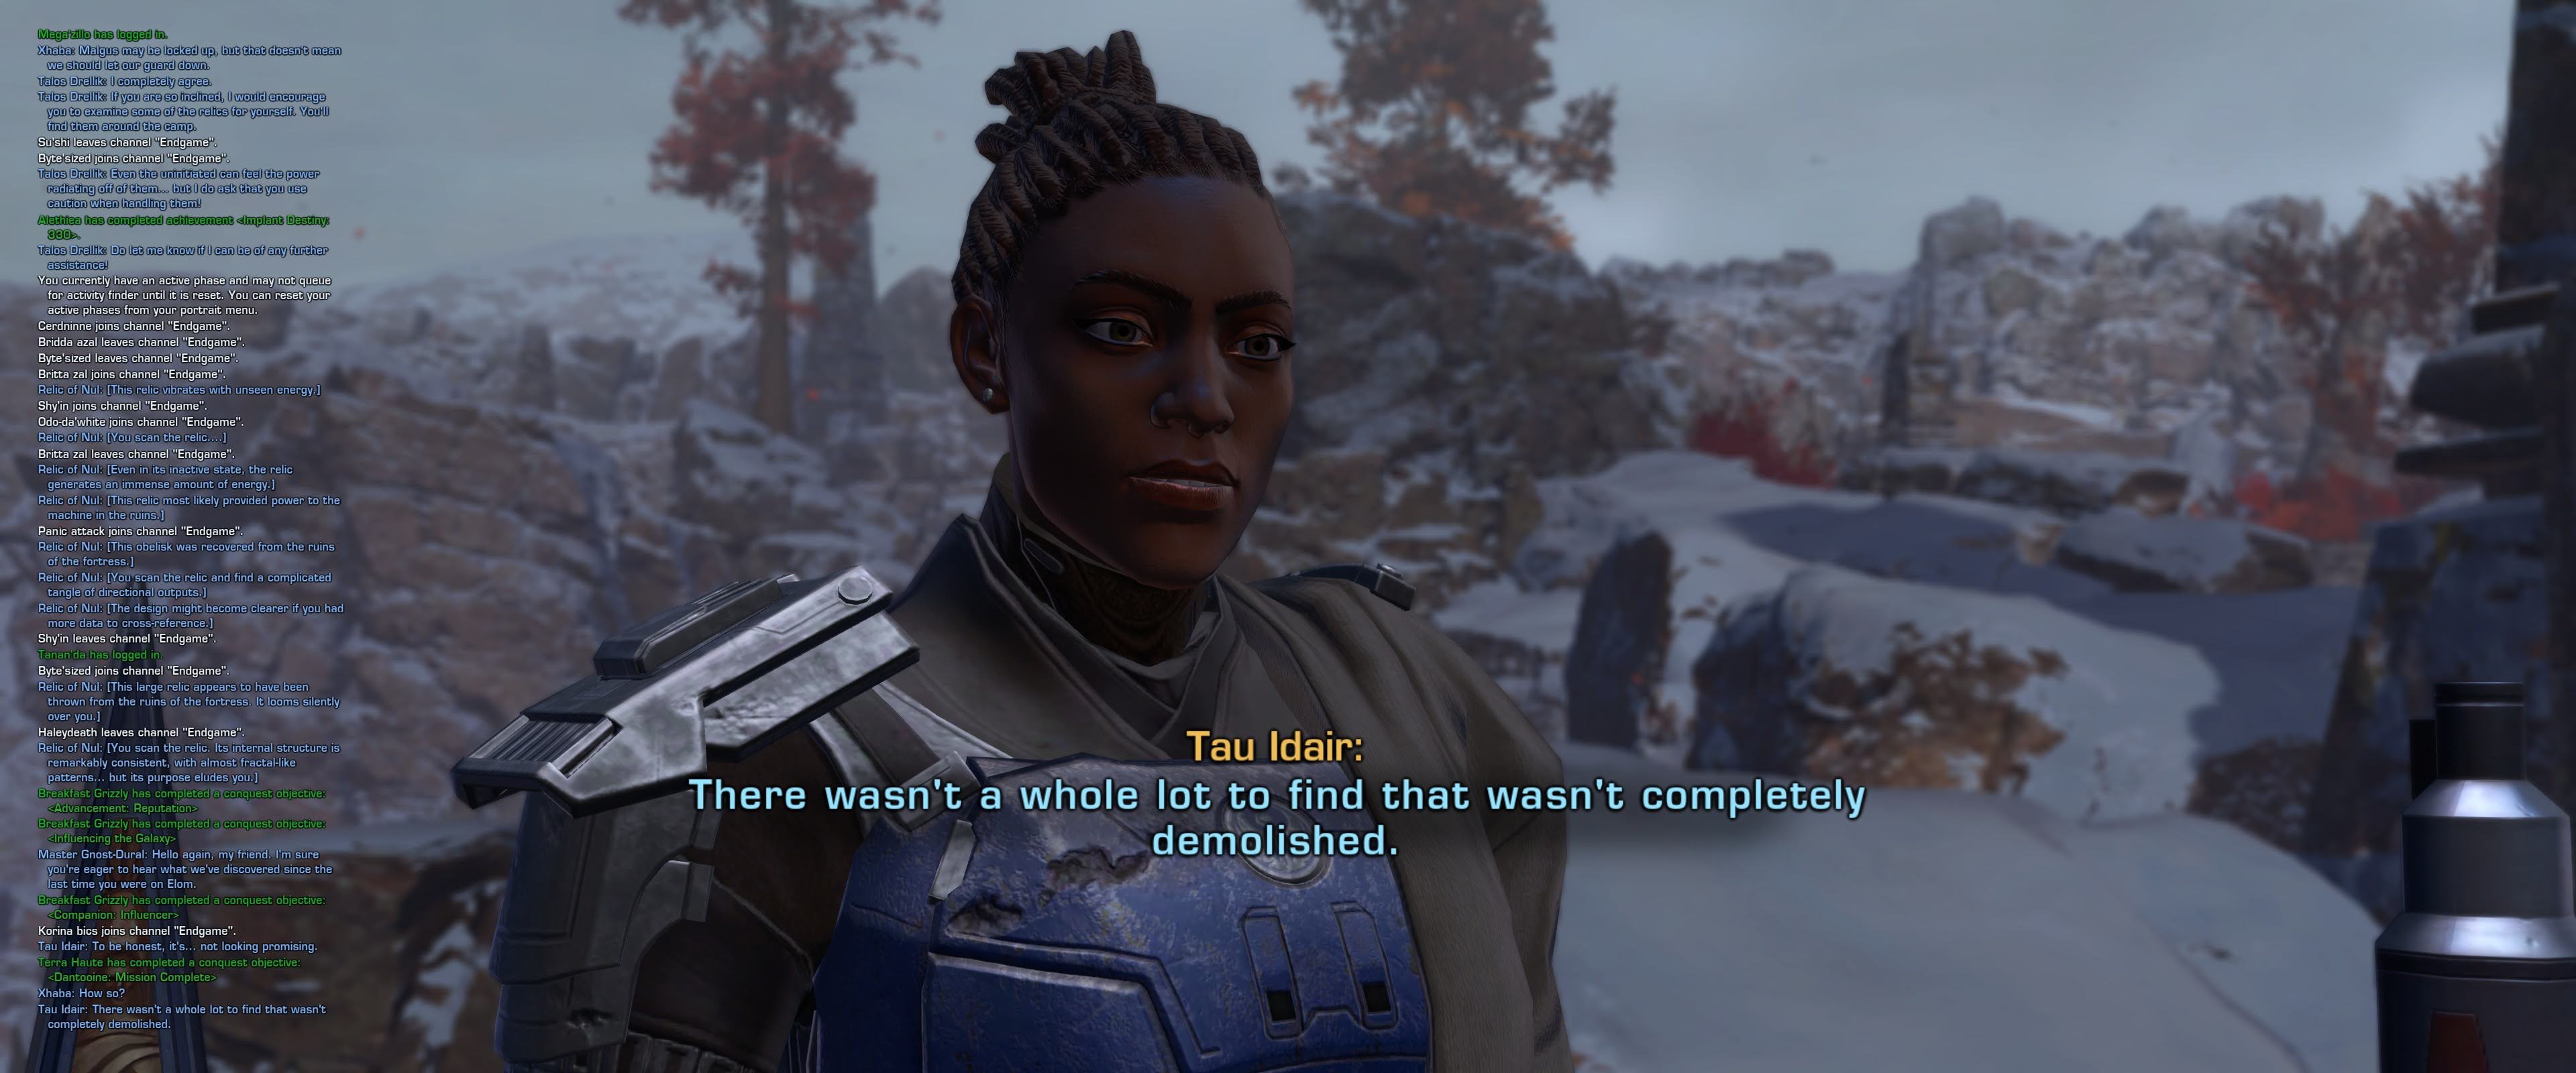 Mega'zillo has logged in.
Xhaba: Malgus may be locked up, but that doesn't mean
we should let our guard down.
Talos Drellik: I completely agree.
Talos Drellik: If you are so inclined, I would encourage
you to examine some of the relics for yourself. You'll
find them around the camp.
Su'shi leaves channel "Endgame".
Byte'sized joins channel "Endgame".
Talos Drellik: Even the uninitiated can feel the power
radiating off of them... but I do ask that you use
caution when handling them!
Alethiea has completed achievement <Implant Destiny:
330>.
Talos Drellik: Do let me know if I can be of any further
assistance!
You currently have an active phase and may not queue
for activity finder until it is reset. You can reset your
active phases from your portrait menu.
Cerdninne joins channel "Endgame".
Bridda azal leaves channel "Endgame".
Byte'sized leaves channel "Endgame".
Britta zal joins channel "Endgame".
Relic of Nul: [This relic vibrates with unseen energy.]
Shy'in joins channel "Endgame".
Odo-da'white joins channel "Endgame".
Relic of Nul: [You scan the relic....]
Britta zal leaves channel "Endgame".
Relic of Nul: [Even in its inactive state, the relic
generates an immense amount of energy.]
Relic of Nul: [This relic most likely provided power to the
machine in the ruins.]
Panic attack joins channel "Endgame".
Relic of Nul: [This obelisk was recovered from the ruins
of the fortress.]
Relic of Nul: [You scan the relic and find a complicated
tangle of directional outputs.]
Relic of Nul: [The design might become clearer if you had
more data to cross-reference.]
Shy'in leaves channel "Endgame".
Tanan'da has logged in.
Byte'sized joins channel "Endgame".
Relic of Nul: [This large relic appears to have been
thrown from the ruins of the fortress. It looms silently
over you.]
Haleydeath leaves channel "Endgame".
Relic of Nul: [You scan the relic. Its internal structure is
remarkably consistent, with almost fractal-like
patterns... but its purpose eludes you.]
Breakfast Grizzly has completed a conquest objective:
<Advancement: Reputation>
Breakfast Grizzly has completed a conquest objective:
<Influencing the Galaxy>
Master Gnost-Dural: Hello again, my friend. I'm sure
you're eager to hear what we've discovered since the
last time you were on Elom.
Breakfast Grizzly has completed a conquest objective:
<Companion: Influencer>
Korina bics joins channel "Endgame".
Tau Idair: To be honest, it's... not looking promising.
Terra Haute has completed a conquest objective:
<Dantooine: Mission Complete>
Xhaba: How so?
Tau Idair: There wasn't a whole lot to find that wasn't
completely demolished.
Tau Idair:
There wasn't a whole lot to find that wasn't completely
demolished.